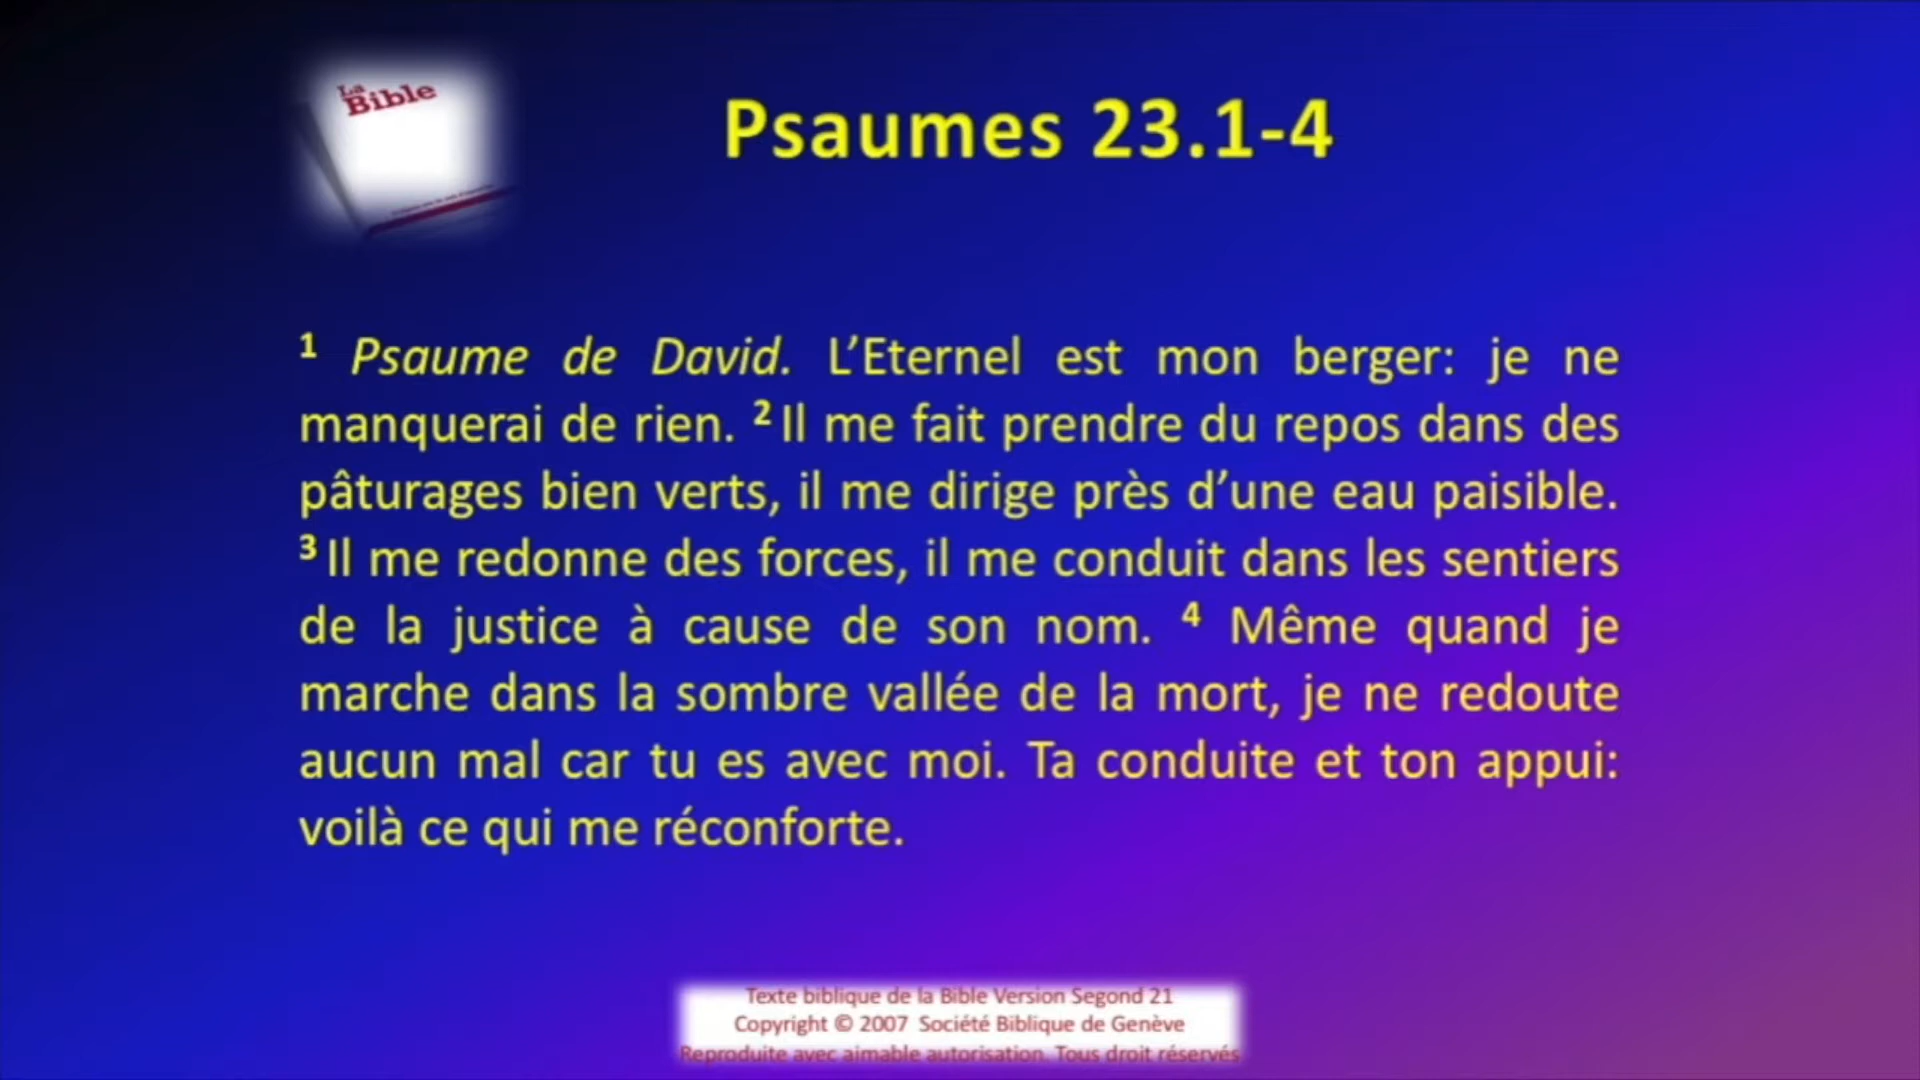 La
Bible
Psaumes 23.1-4
¹ Psaume de David. L’Eternel est mon berger: je ne
manquerai de rien. ² Il me fait prendre du repos dans des
pâturages bien verts, il me dirige près d’une eau paisible.
³ Il me redonne des forces, il me conduit dans les sentiers
de la justice à cause de son nom. ⁴ Même quand je
marche dans la sombre vallée de la mort, je ne redoute
aucun mal car tu es avec moi. Ta conduite et ton appui:
voilà ce qui me réconforte.
Texte biblique de la Bible Version Segond 21
Copyright © 2007 Société Biblique de Genève
Reproduite avec aimable autorisation. Tous droit réservés